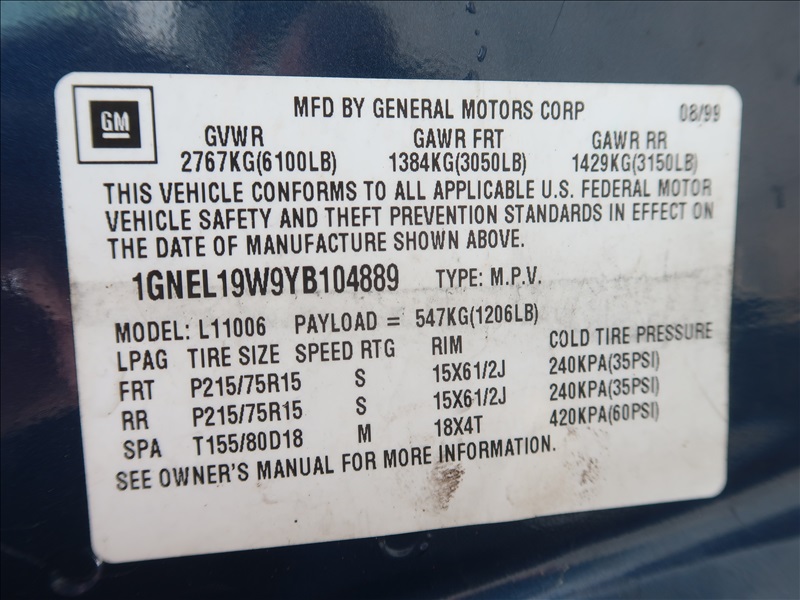 GM
MFD BY GENERAL MOTORS CORP 08/99
GVWR GAWR FRT GAWR RR
2767KG(6100LB) 1384KG(3050LB) 1429KG(3150LB)
THIS VEHICLE CONFORMS TO ALL APPLICABLE U.S. FEDERAL MOTOR
VEHICLE SAFETY AND THEFT PREVENTION STANDARDS IN EFFECT ON
THE DATE OF MANUFACTURE SHOWN ABOVE.
1GNEL19W9YB104889 TYPE: M.P.V.
MODEL: L11006 PAYLOAD = 547KG(1206LB)
LPAG TIRE SIZE SPEED RTG RIM COLD TIRE PRESSURE
FRT P215/75R15 S 15X61/2J 240KPA(35PSI)
RR P215/75R15 S 15X61/2J 240KPA(35PSI)
SPA T155/80D18 M 18X4T 420KPA(60PSI)
SEE OWNER'S MANUAL FOR MORE INFORMATION.